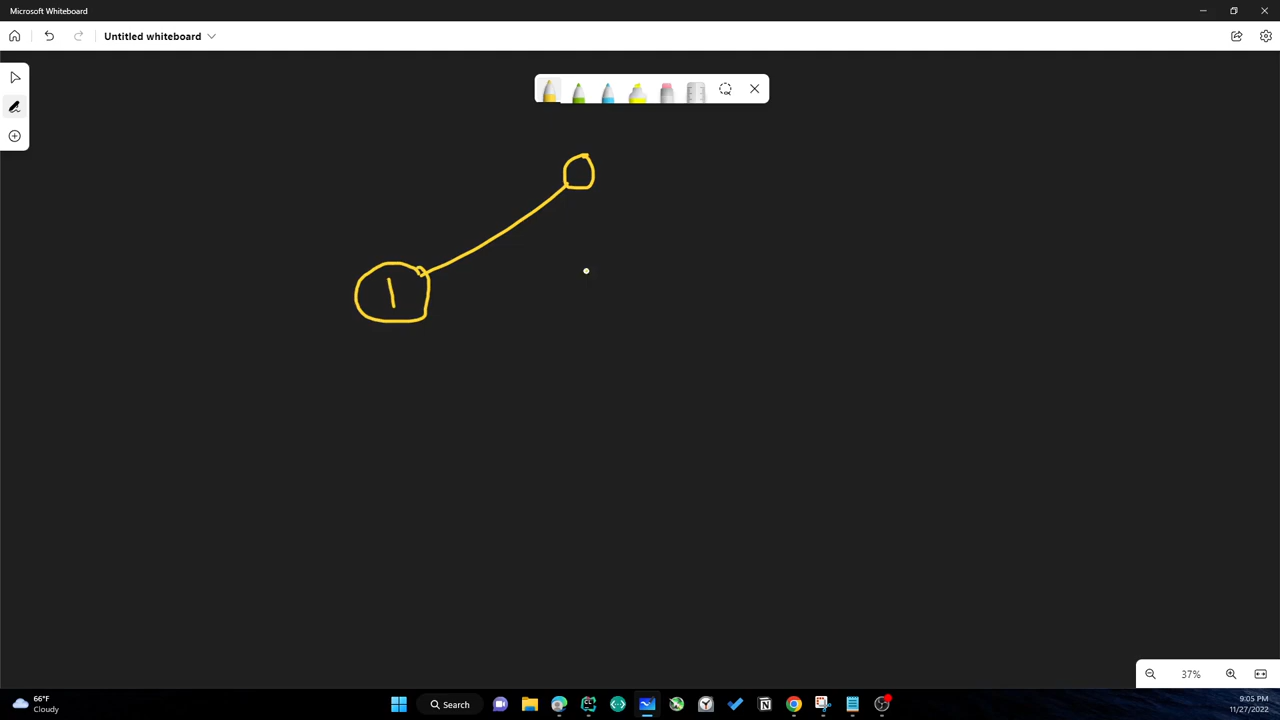 Microsoft Whiteboard
Untitled whiteboard
1
37%
66°F
Cloudy
Search
9:05 PM
11/27/2022